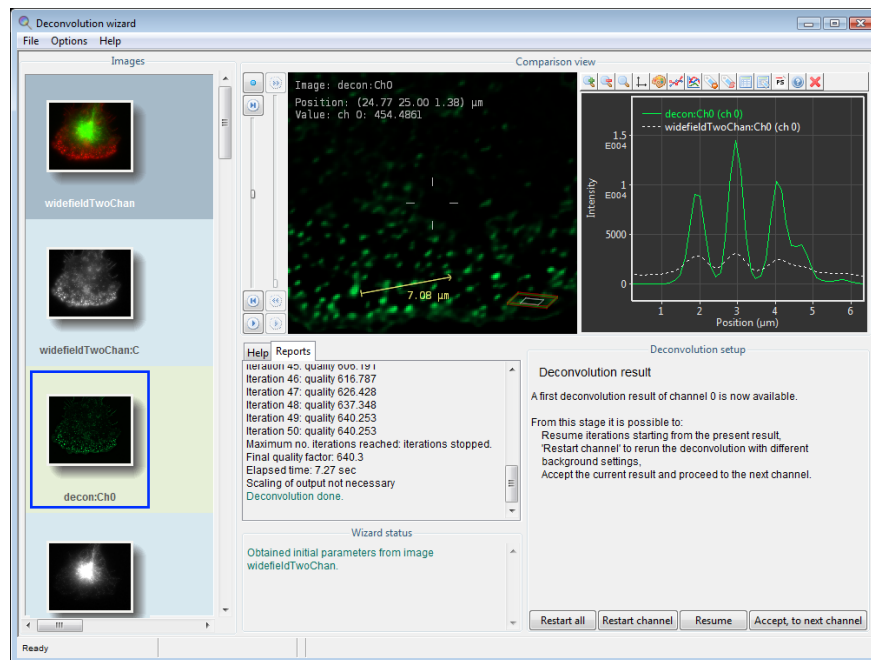 Deconvolution wizard
File Options Help
Images
widefieldTwoChan
widefieldTwoChan:C
decon:Ch0
Comparison view
Image: decon:Ch0
Position: (24.77 25.00 1.38) µm
Value: ch 0: 454.4861
7.08 µm
PS
decon:Ch0 (ch 0)
widefieldTwoChan:Ch0 (ch 0)
Intensity
1.5
E004
1
E004
5000
0
1 2 3 4 5 6
Position (µm)
Help Reports
Iteration 45: quality 606.191
Iteration 46: quality 616.787
Iteration 47: quality 626.428
Iteration 48: quality 637.348
Iteration 49: quality 640.253
Iteration 50: quality 640.253
Maximum no. iterations reached: iterations stopped.
Final quality factor: 640.3
Elapsed time: 7.27 sec
Scaling of output not necessary
Deconvolution done.
Wizard status
Obtained initial parameters from image
widefieldTwoChan.
Deconvolution setup
Deconvolution result
A first deconvolution result of channel 0 is now available.
From this stage it is possible to:
Resume iterations starting from the present result,
'Restart channel' to rerun the deconvolution with different
background settings,
Accept the current result and proceed to the next channel.
Restart all Restart channel Resume Accept, to next channel
Ready